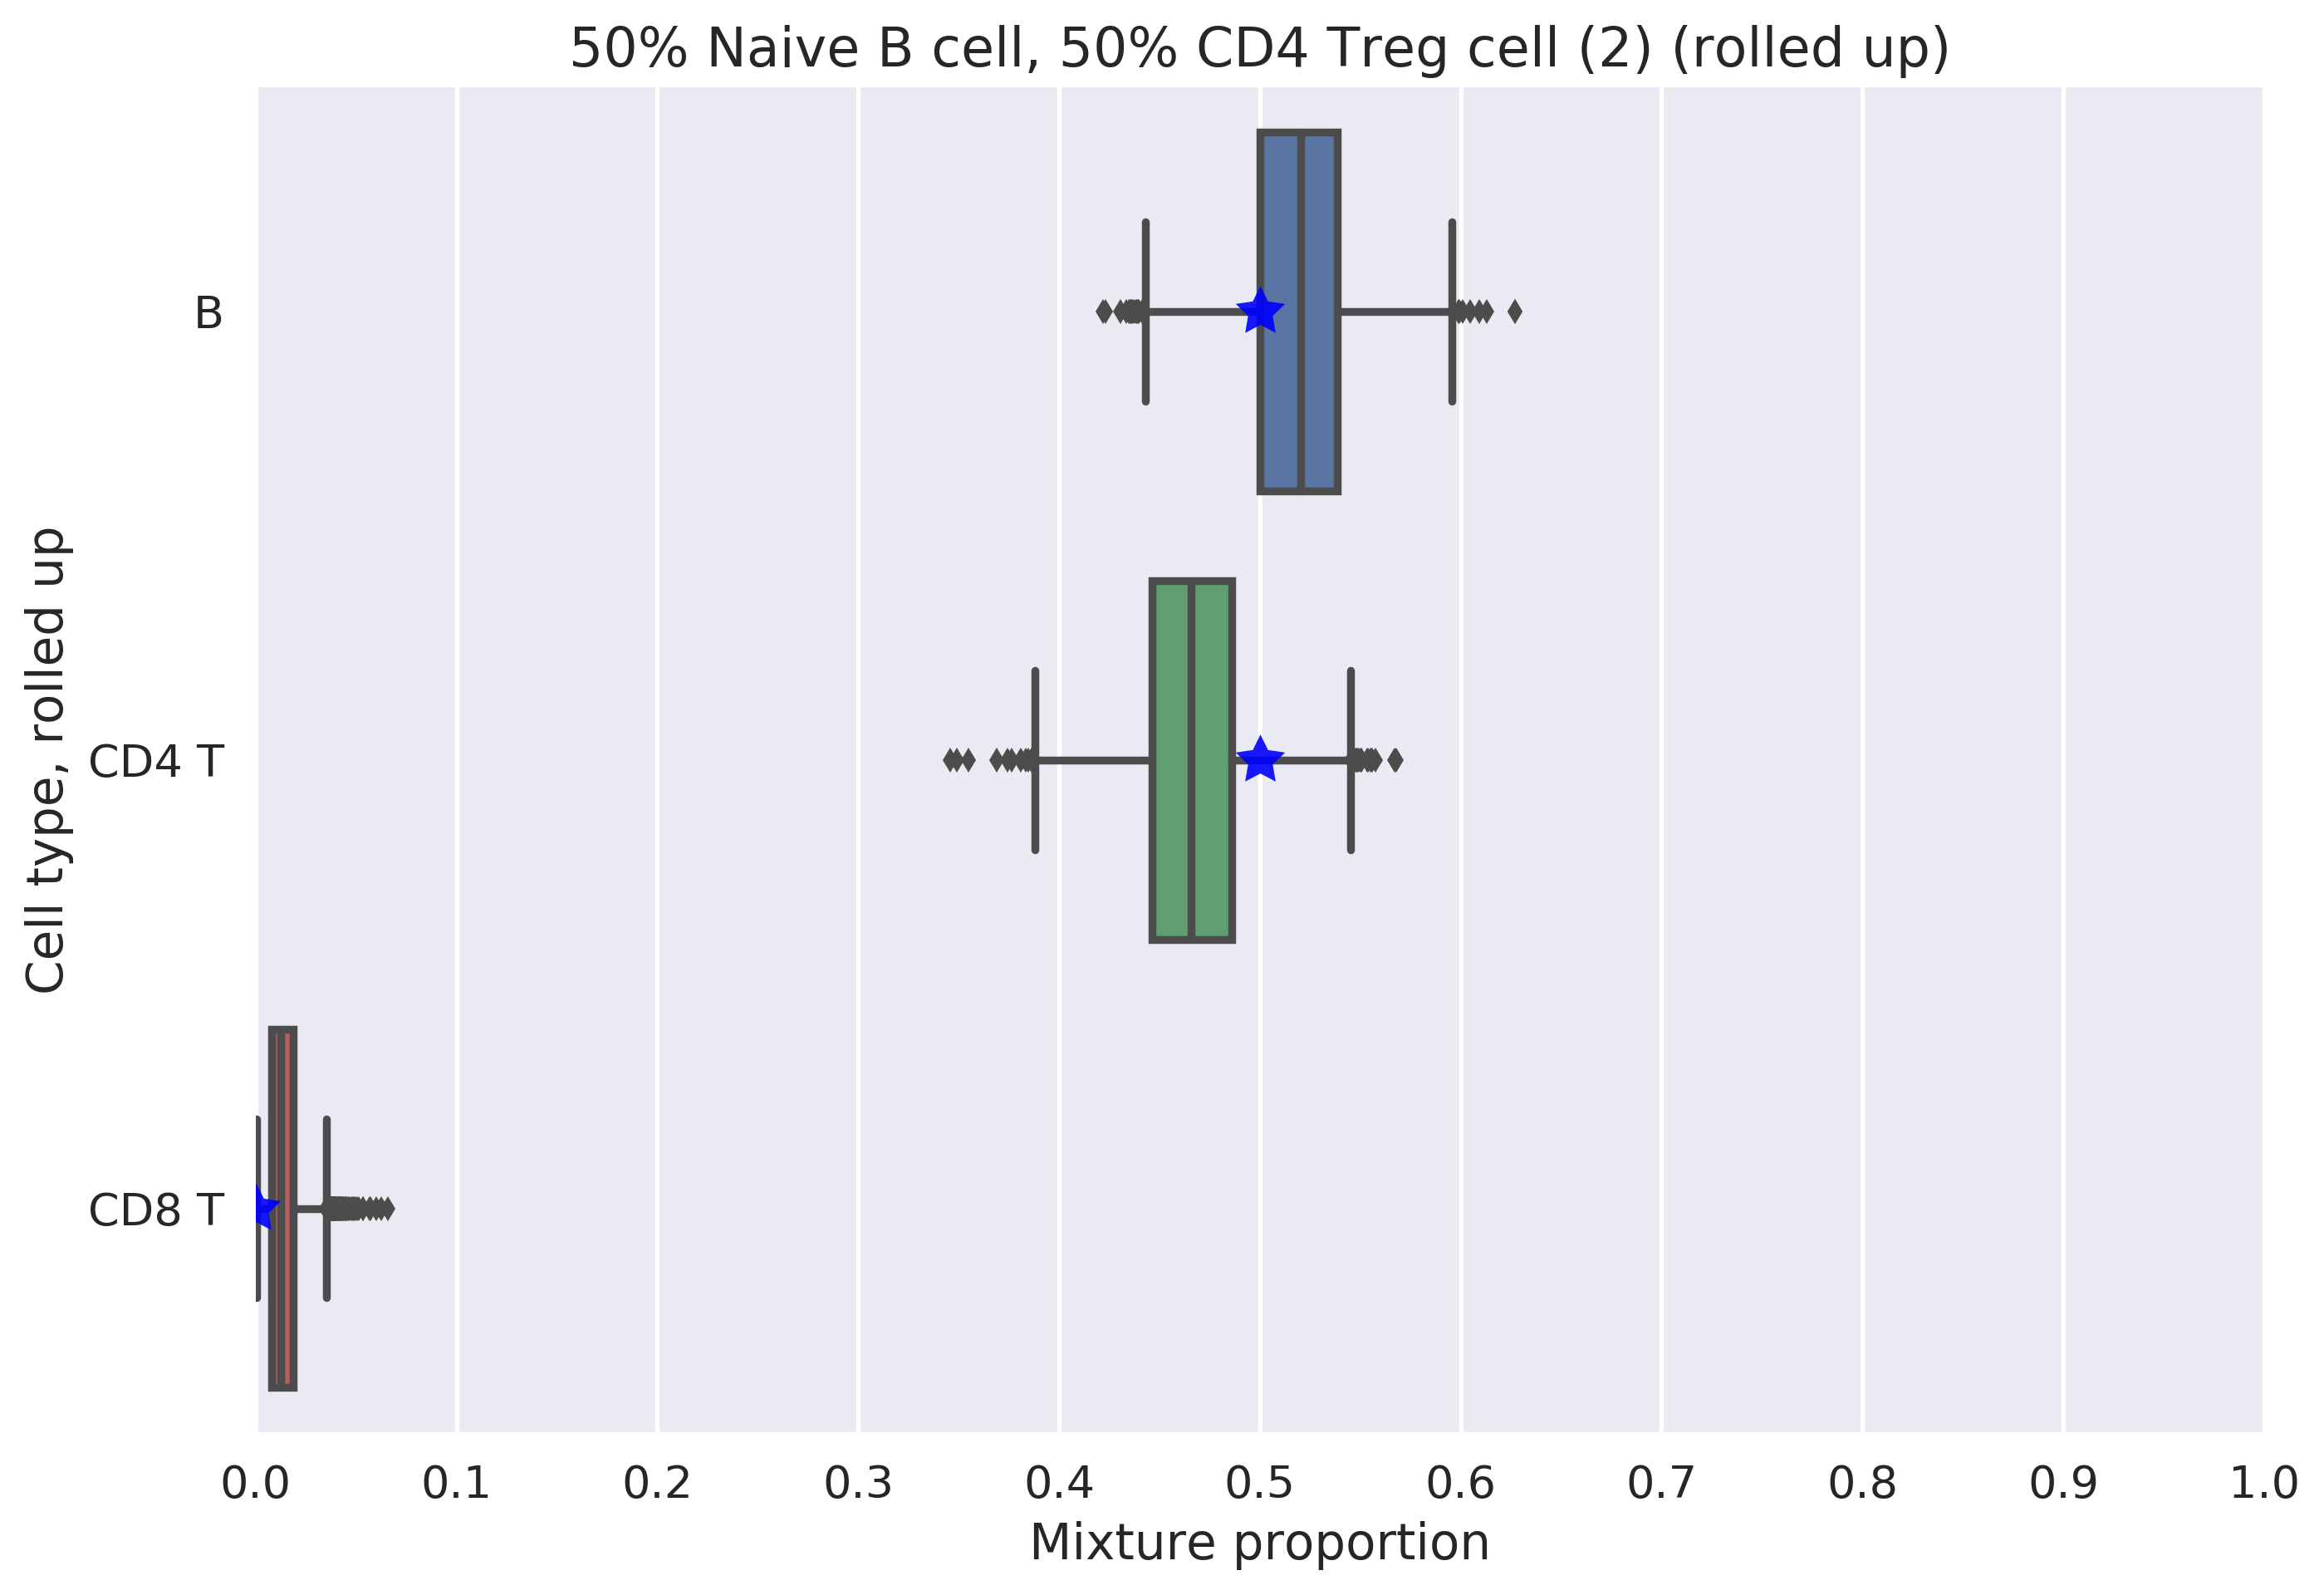 50% Naive B cell, 50% CD4 Treg cell (2) (rolled up)
Cell type, rolled up
B
CD4 T
CD8 T
0.0 0.1 0.2 0.3 0.4 0.5 0.6 0.7 0.8 0.9 1.0
Mixture proportion